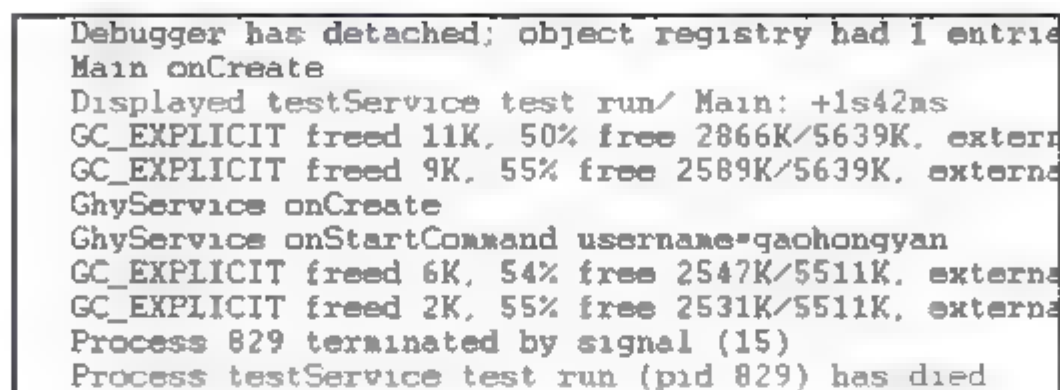 Debugger has detached; object registry had 1 entrie
Main onCreate
Displayed testService test run/ Main: +1s42ms
GC_EXPLICIT freed 11K, 50% free 2866K/5639K, extern
GC_EXPLICIT freed 9K, 55% free 2589K/5639K, externa
GhyService onCreate
GhyService onStartCommand username=gaohongyan
GC_EXPLICIT freed 6K, 54% free 2547K/5511K, externa
GC_EXPLICIT freed 2K, 55% free 2531K/5511K, externa
Process 829 terminated by signal (15)
Process testService test run (pid 829) has died